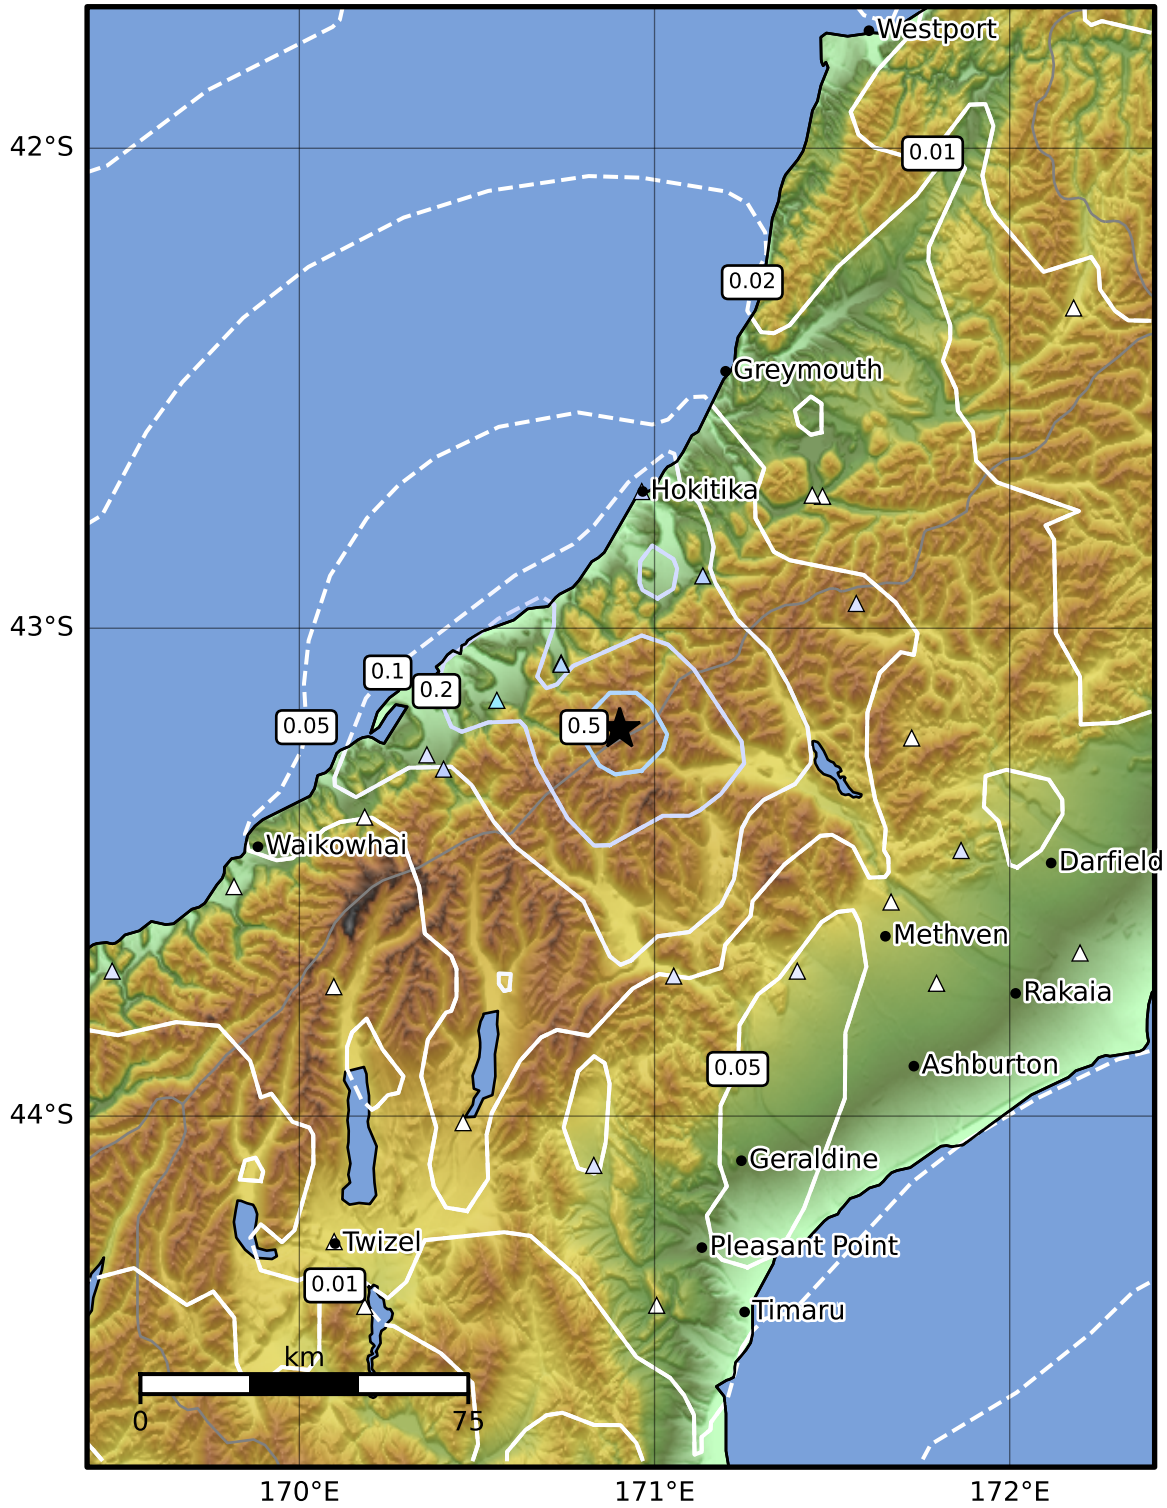 Westport
42°S
0.01
0.02
Greymouth
Hokitika
43°S
0.1
0.2
0.05
0.5
Waikowhai
Darfield
Methven
Rakaia
0.05
Ashburton
44°S
Geraldine
Twizel
Pleasant Point
0.01
Timaru
km
0 75
170°E 171°E 172°E